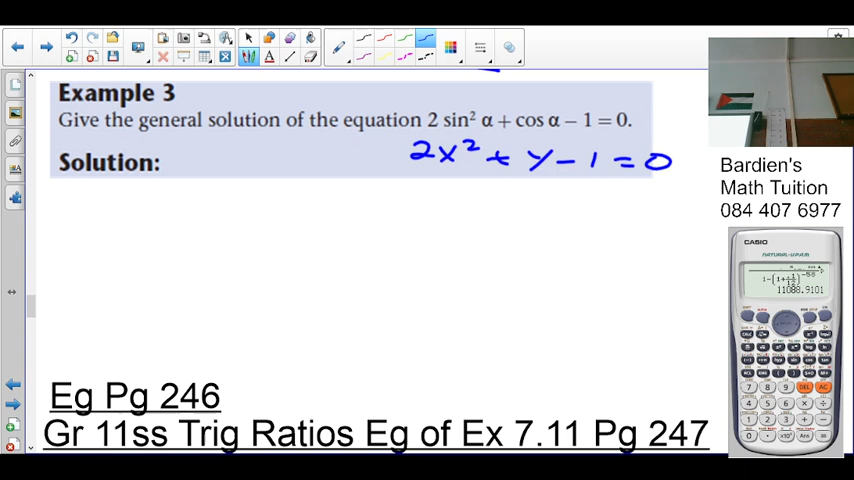 Example 3
Give the general solution of the equation 2 sin² α + cos α − 1 = 0.
Solution:
2x² + y − 1 = 0
Bardien's
Math Tuition
084 407 6977
CASIO
NATURAL-V.P.A.M.
11088.9101
Eg Pg 246
Gr 11ss Trig Ratios Eg of Ex 7.11 Pg 247